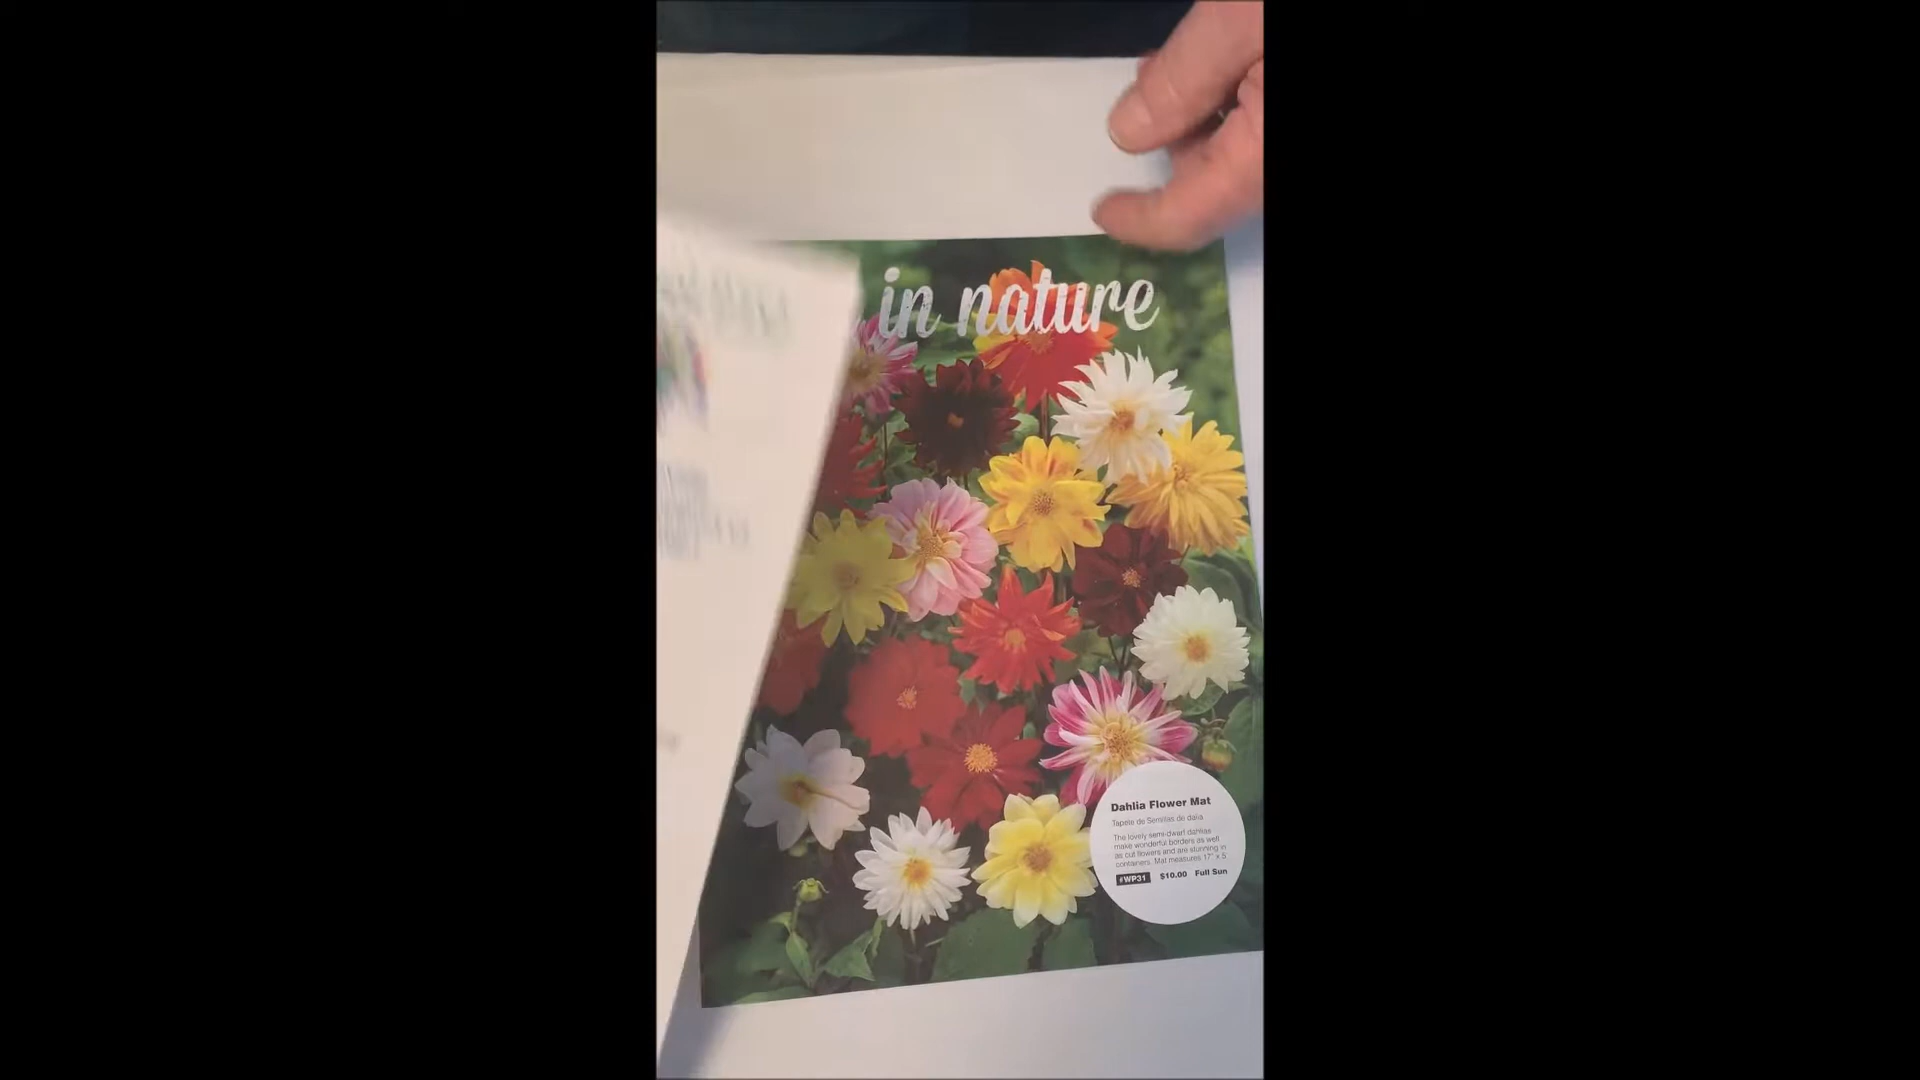 in nature
Dahlia Flower Mat
Tapete de Semillas de dalia
The lovely semi-dwarf dahlias
make wonderful borders as well
as cut flowers and are stunning in
containers. Mat measures 17" x 5'
#WP31 $10.00 Full Sun